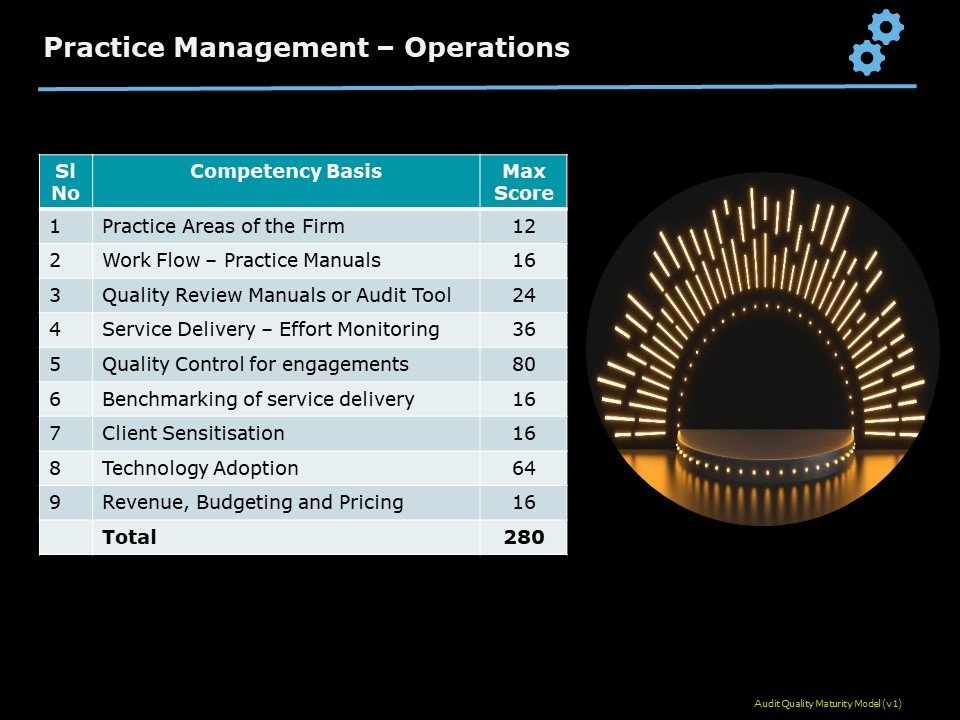 Practice Management – Operations
Sl No Competency Basis Max Score
1 Practice Areas of the Firm 12
2 Work Flow – Practice Manuals 16
3 Quality Review Manuals or Audit Tool 24
4 Service Delivery – Effort Monitoring 36
5 Quality Control for engagements 80
6 Benchmarking of service delivery 16
7 Client Sensitisation 16
8 Technology Adoption 64
9 Revenue, Budgeting and Pricing 16
Total 280
Audit Quality Maturity Model (v1)